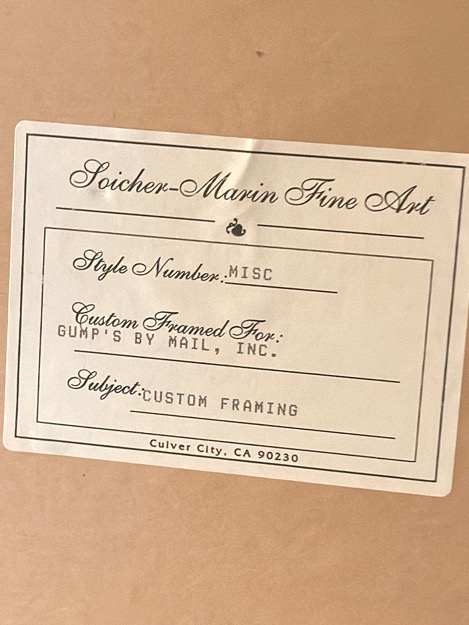 Soicher-Marin Fine Art
Style Number: MISC
Custom Framed For:
GUMP'S BY MAIL, INC.
Subject: CUSTOM FRAMING
Culver City, CA 90230